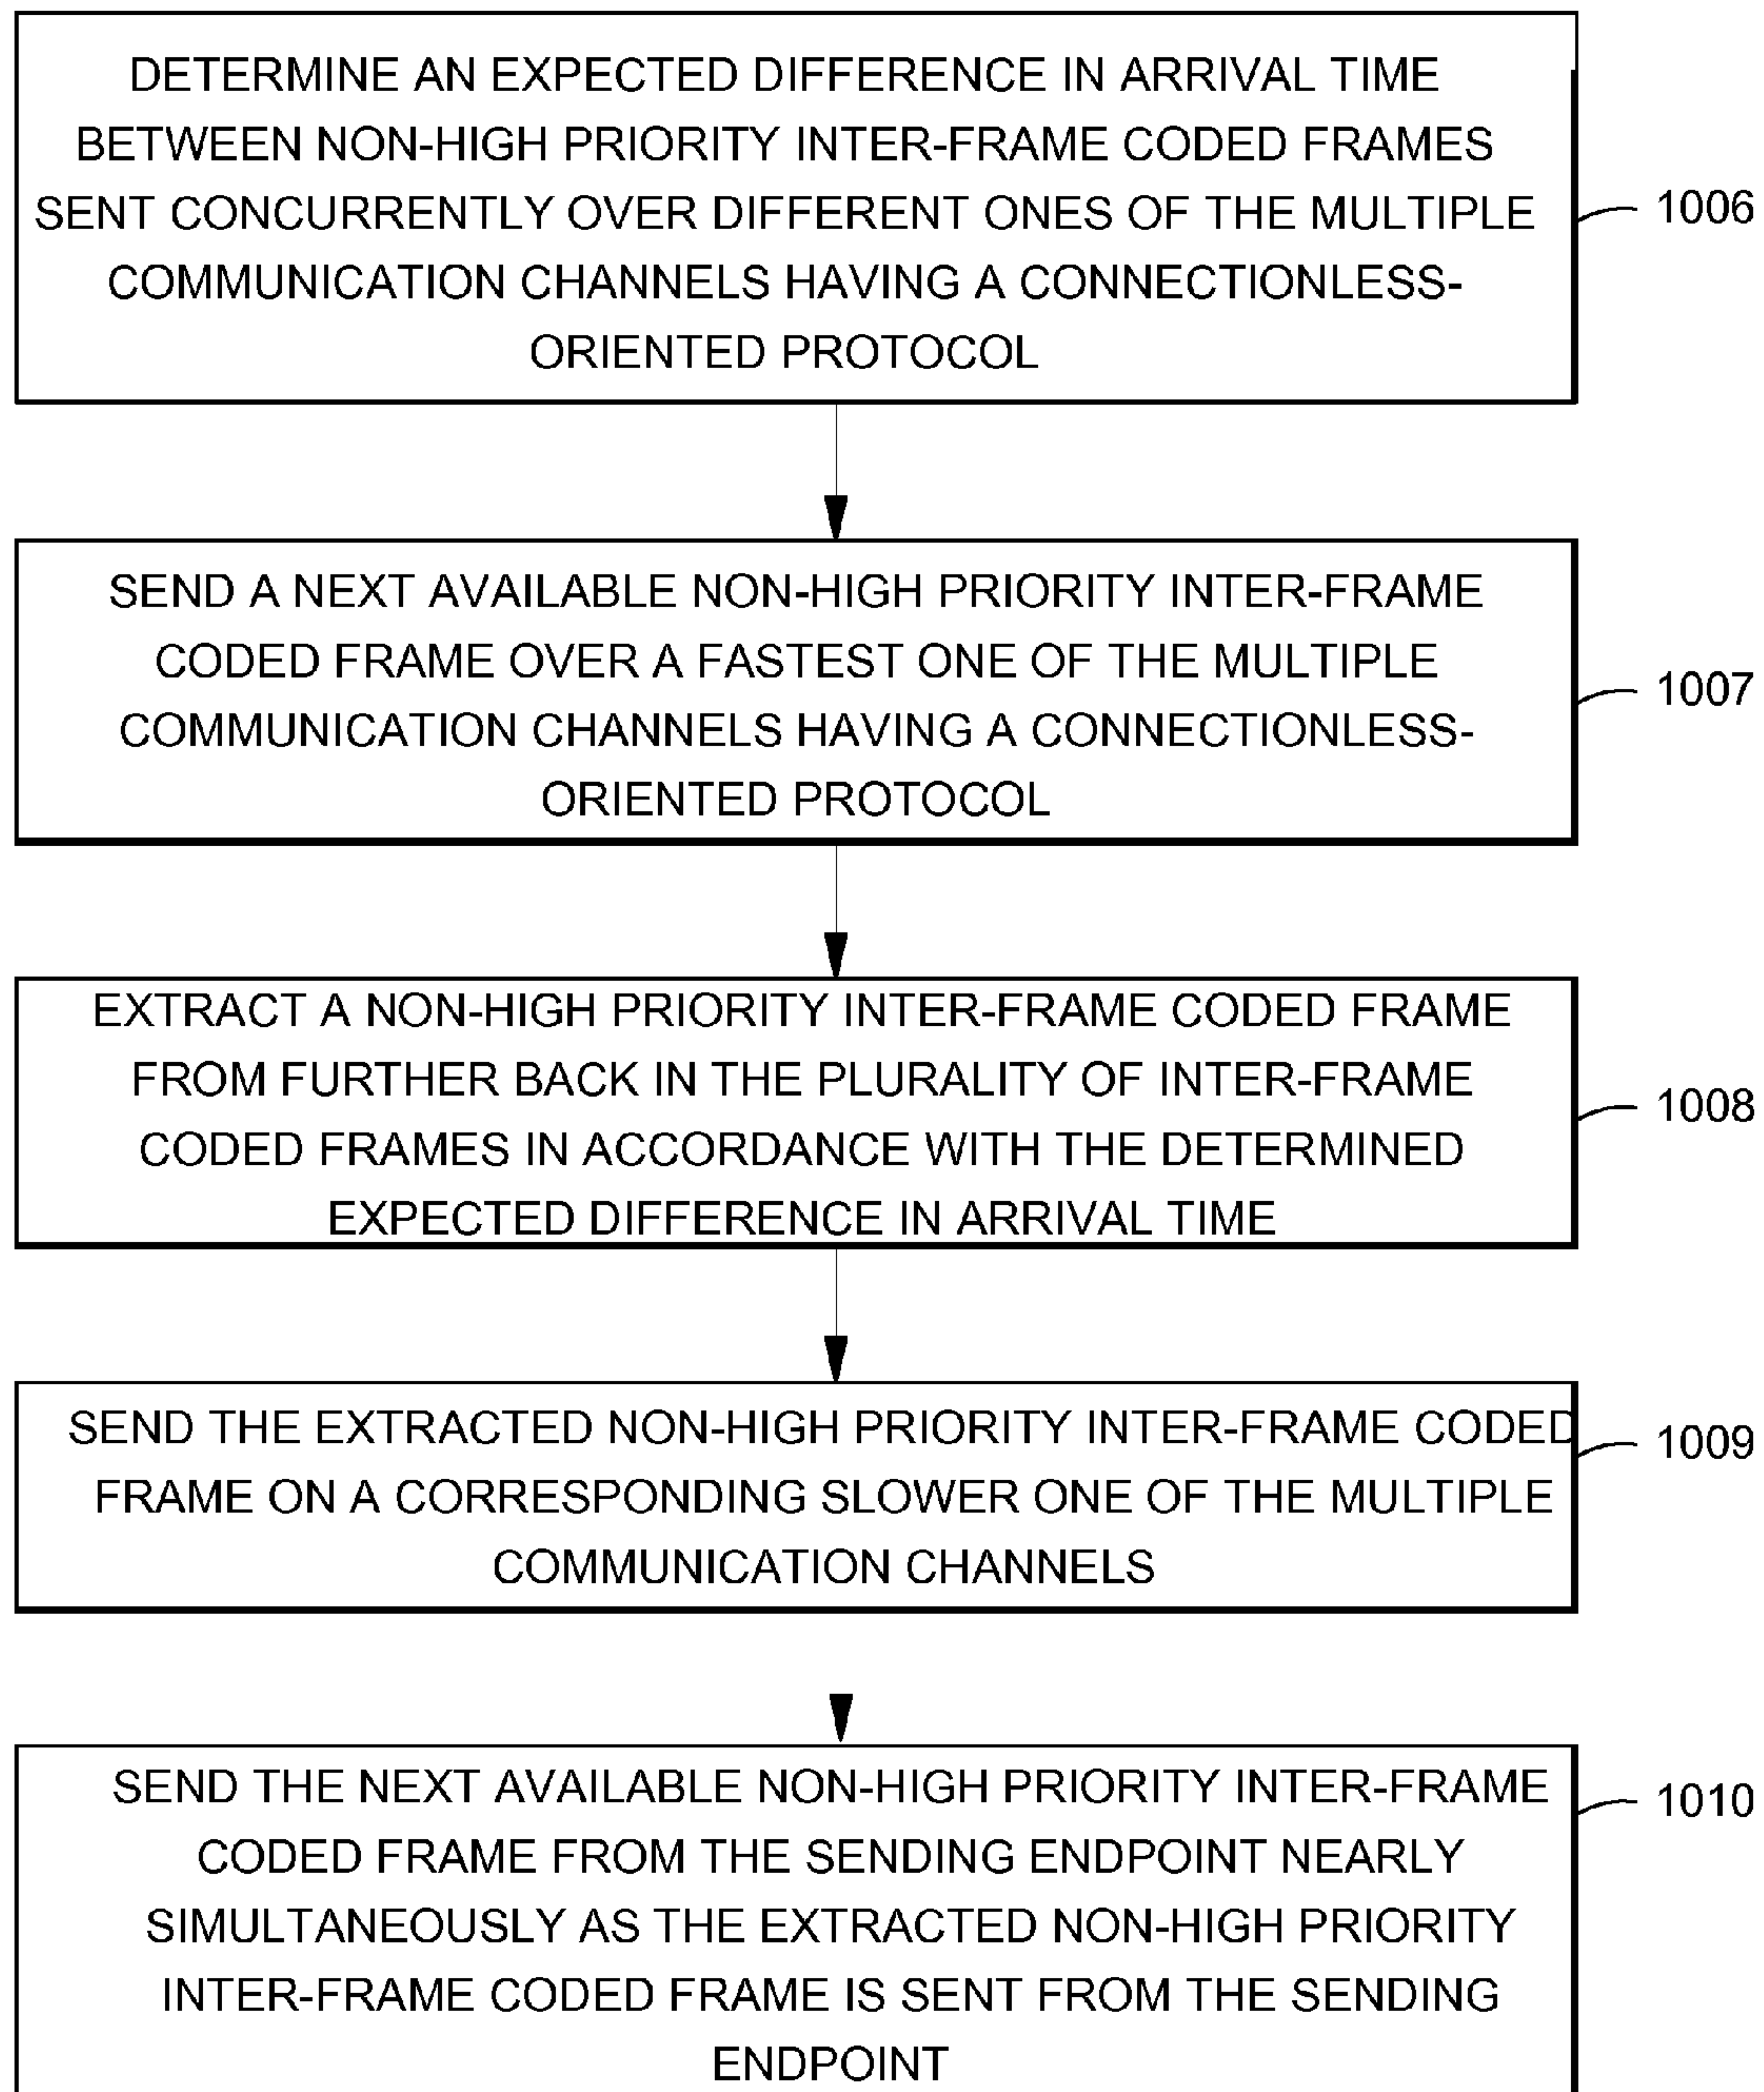 DETERMINE AN EXPECTED DIFFERENCE IN ARRIVAL TIME
BETWEEN NON-HIGH PRIORITY INTER-FRAME CODED FRAMES
SENT CONCURRENTLY OVER DIFFERENT ONES OF THE MULTIPLE
COMMUNICATION CHANNELS HAVING A CONNECTIONLESS-
ORIENTED PROTOCOL
1006
SEND A NEXT AVAILABLE NON-HIGH PRIORITY INTER-FRAME
CODED FRAME OVER A FASTEST ONE OF THE MULTIPLE
COMMUNICATION CHANNELS HAVING A CONNECTIONLESS-
ORIENTED PROTOCOL
1007
EXTRACT A NON-HIGH PRIORITY INTER-FRAME CODED FRAME
FROM FURTHER BACK IN THE PLURALITY OF INTER-FRAME
CODED FRAMES IN ACCORDANCE WITH THE DETERMINED
EXPECTED DIFFERENCE IN ARRIVAL TIME
1008
SEND THE EXTRACTED NON-HIGH PRIORITY INTER-FRAME CODED
FRAME ON A CORRESPONDING SLOWER ONE OF THE MULTIPLE
COMMUNICATION CHANNELS
1009
SEND THE NEXT AVAILABLE NON-HIGH PRIORITY INTER-FRAME
CODED FRAME FROM THE SENDING ENDPOINT NEARLY
SIMULTANEOUSLY AS THE EXTRACTED NON-HIGH PRIORITY
INTER-FRAME CODED FRAME IS SENT FROM THE SENDING
ENDPOINT
1010